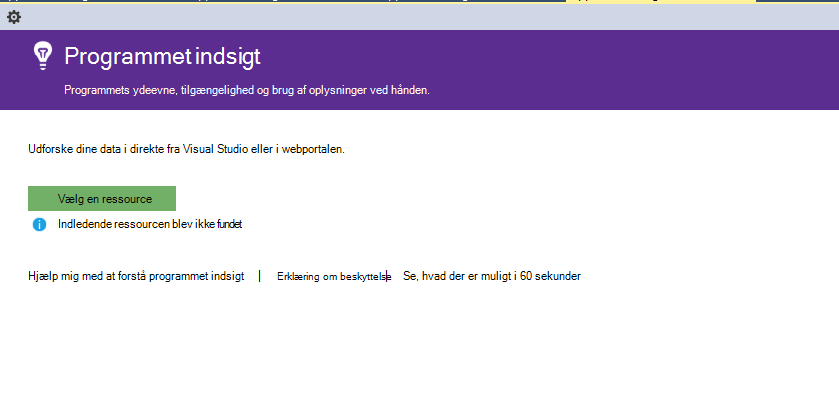 Programmet indsigt
Programmets ydeevne, tilgængelighed og brug af oplysninger ved hånden.
Udforske dine data i direkte fra Visual Studio eller i webportalen.
Vælg en ressource
Indledende ressourcen blev ikke fundet
Hjælp mig med at forstå programmet indsigt | Erklæring om beskyttelse | Se, hvad der er muligt i 60 sekunder